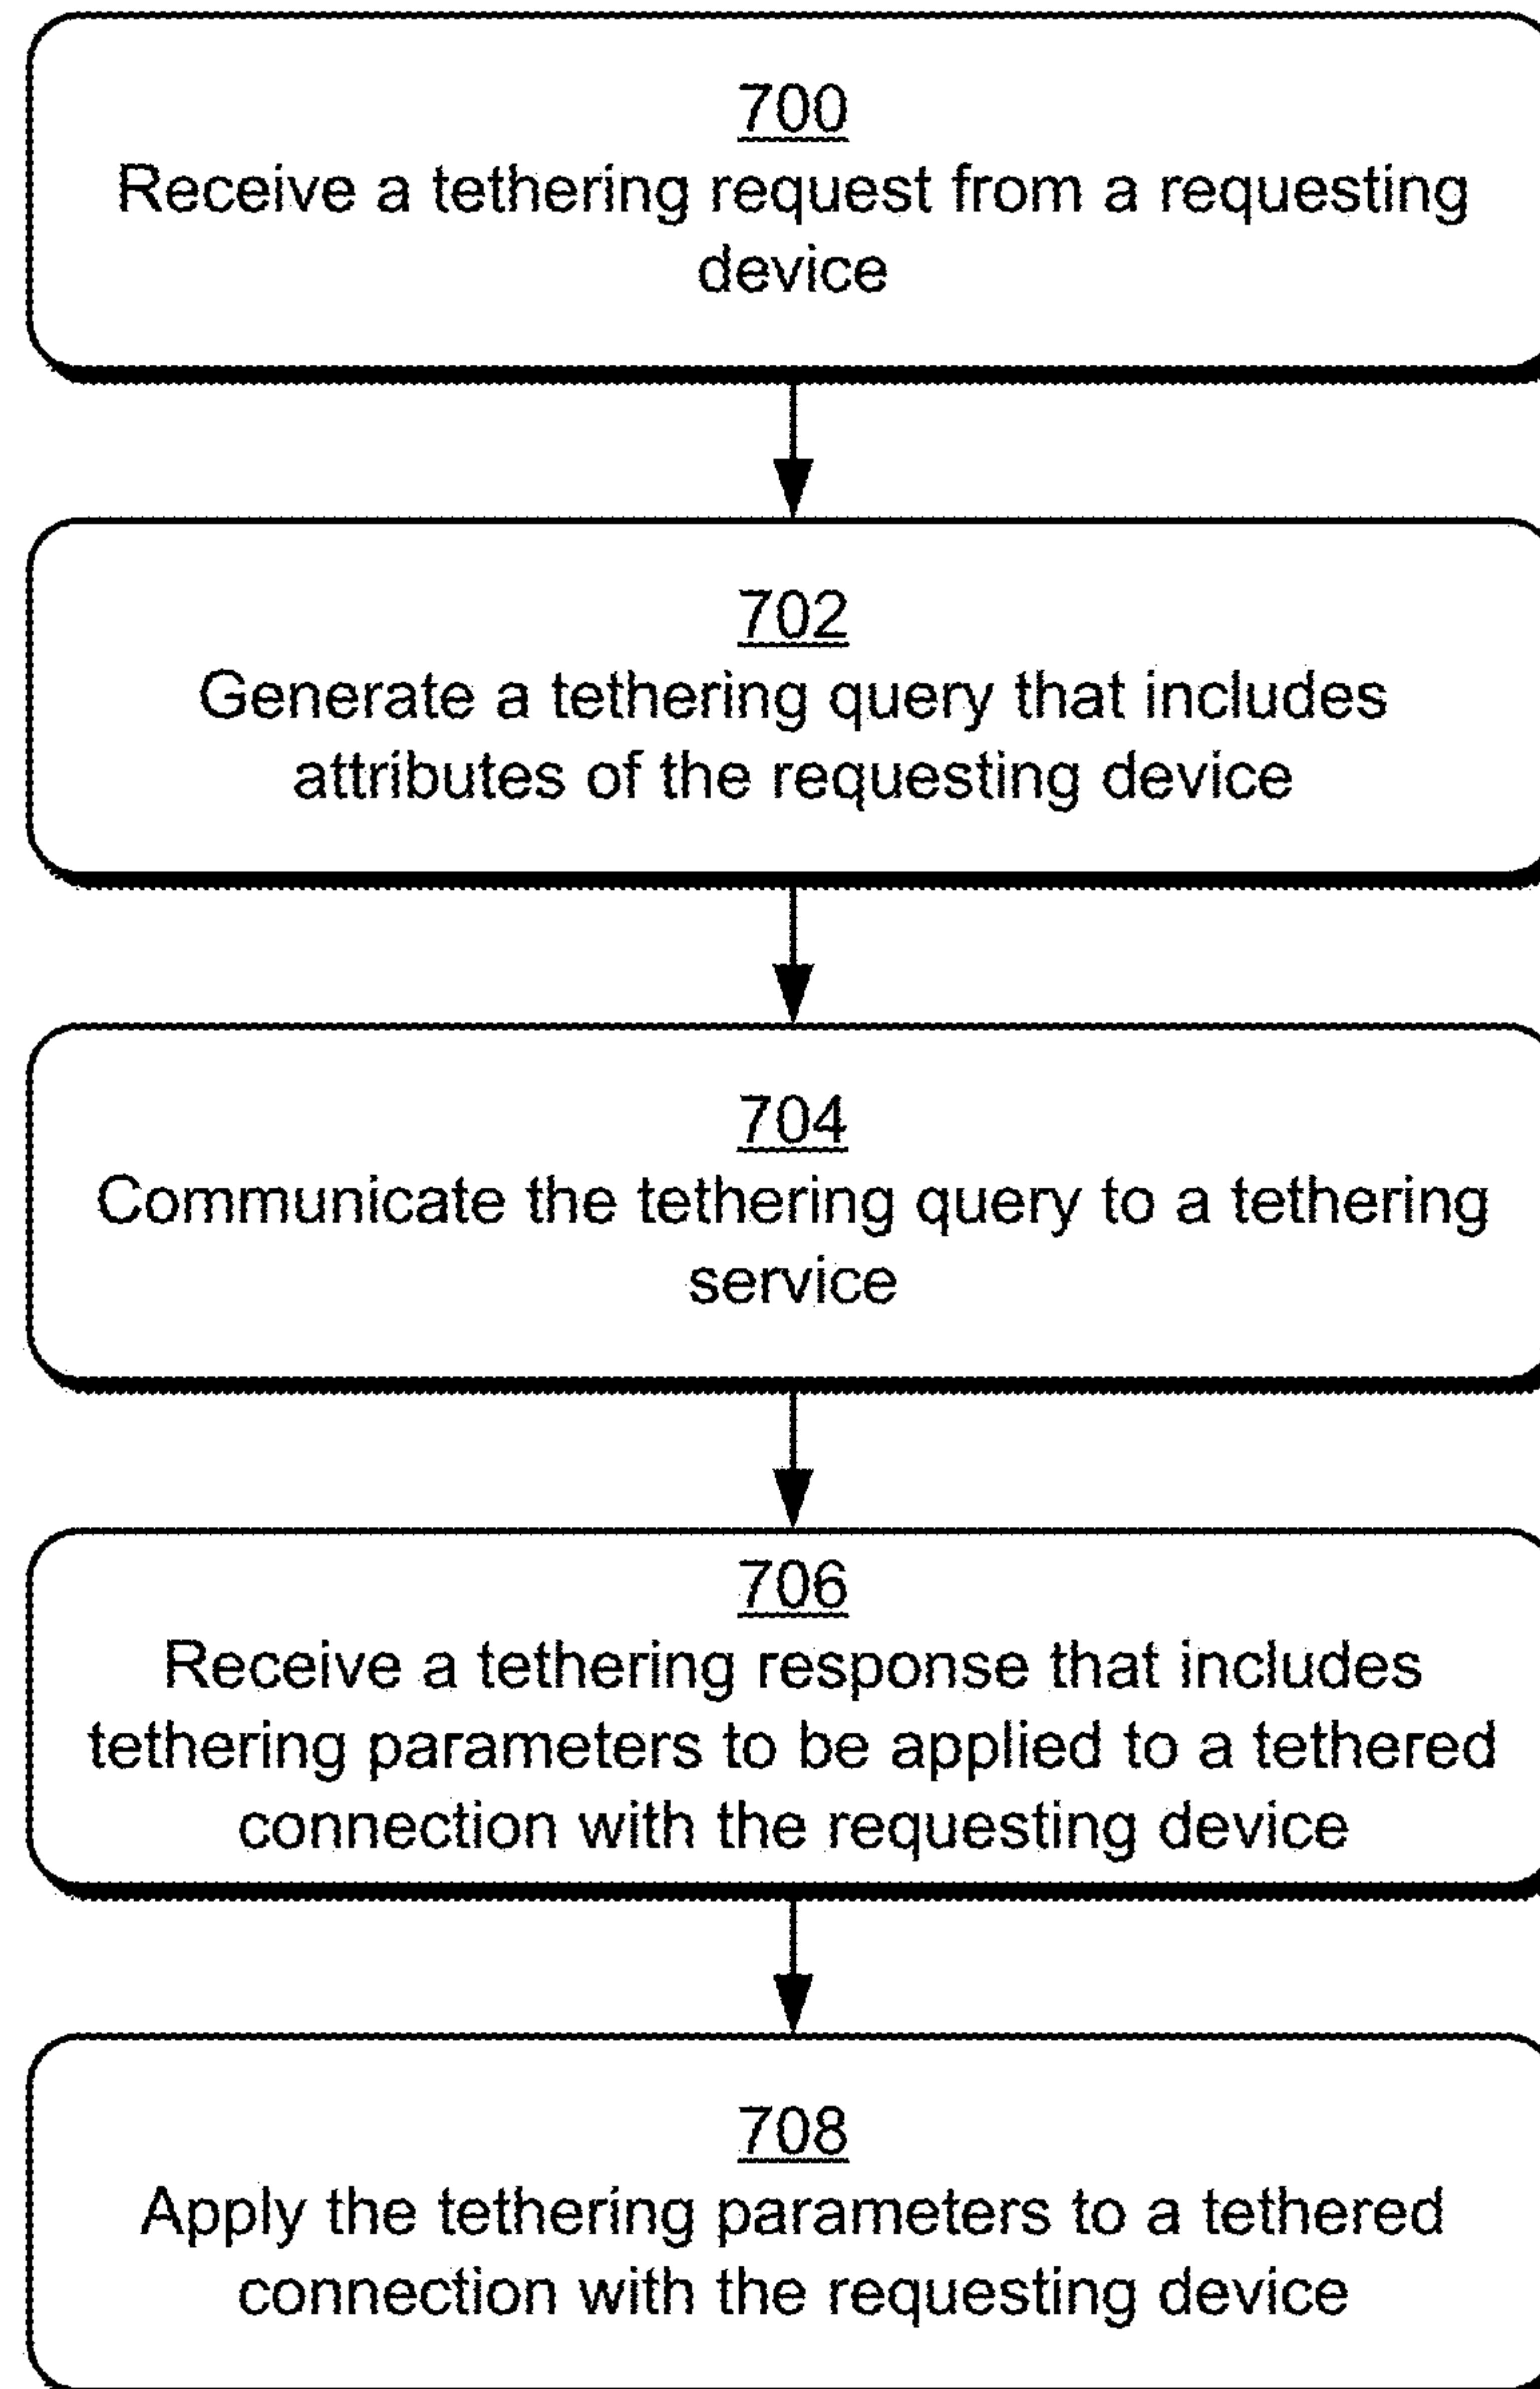 700
Receive a tethering request from a requesting
device
702
Generate a tethering query that includes
attributes of the requesting device
704
Communicate the tethering query to a tethering
service
706
Receive a tethering response that includes
tethering parameters to be applied to a tethered
connection with the requesting device
708
Apply the tethering parameters to a tethered
connection with the requesting device